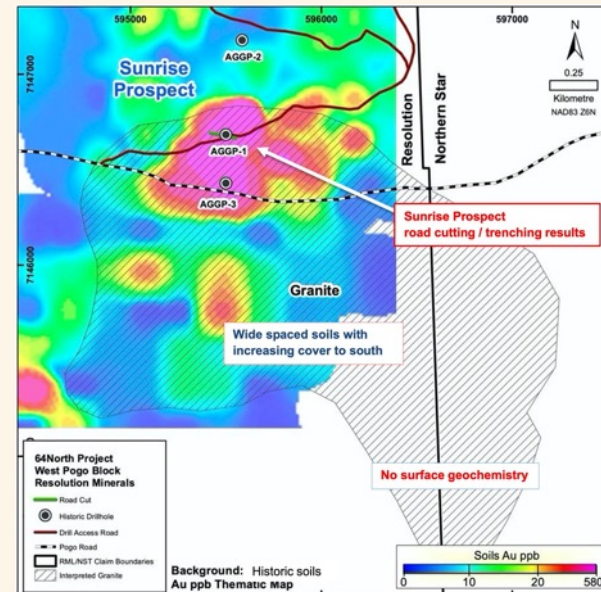 595000
596000
597000
7147000
7146000
N
0.25
Kilometre
NAD83 Z6N
Sunrise
Prospect
AGGP-2
AGGP-1
AGGP-3
Resolution
Northern Star
Sunrise Prospect
road cutting / trenching results
Granite
Wide spaced soils with
increasing cover to south
No surface geochemistry
64North Project
West Pogo Block
Resolution Minerals
Road Cut
Historic Drillhole
Drill Access Road
Pogo Road
RML/NST Claim Boundaries
Interpreted Granite
Background: Historic soils
Au ppb Thematic Map
Soils Au ppb
0
10
20
580